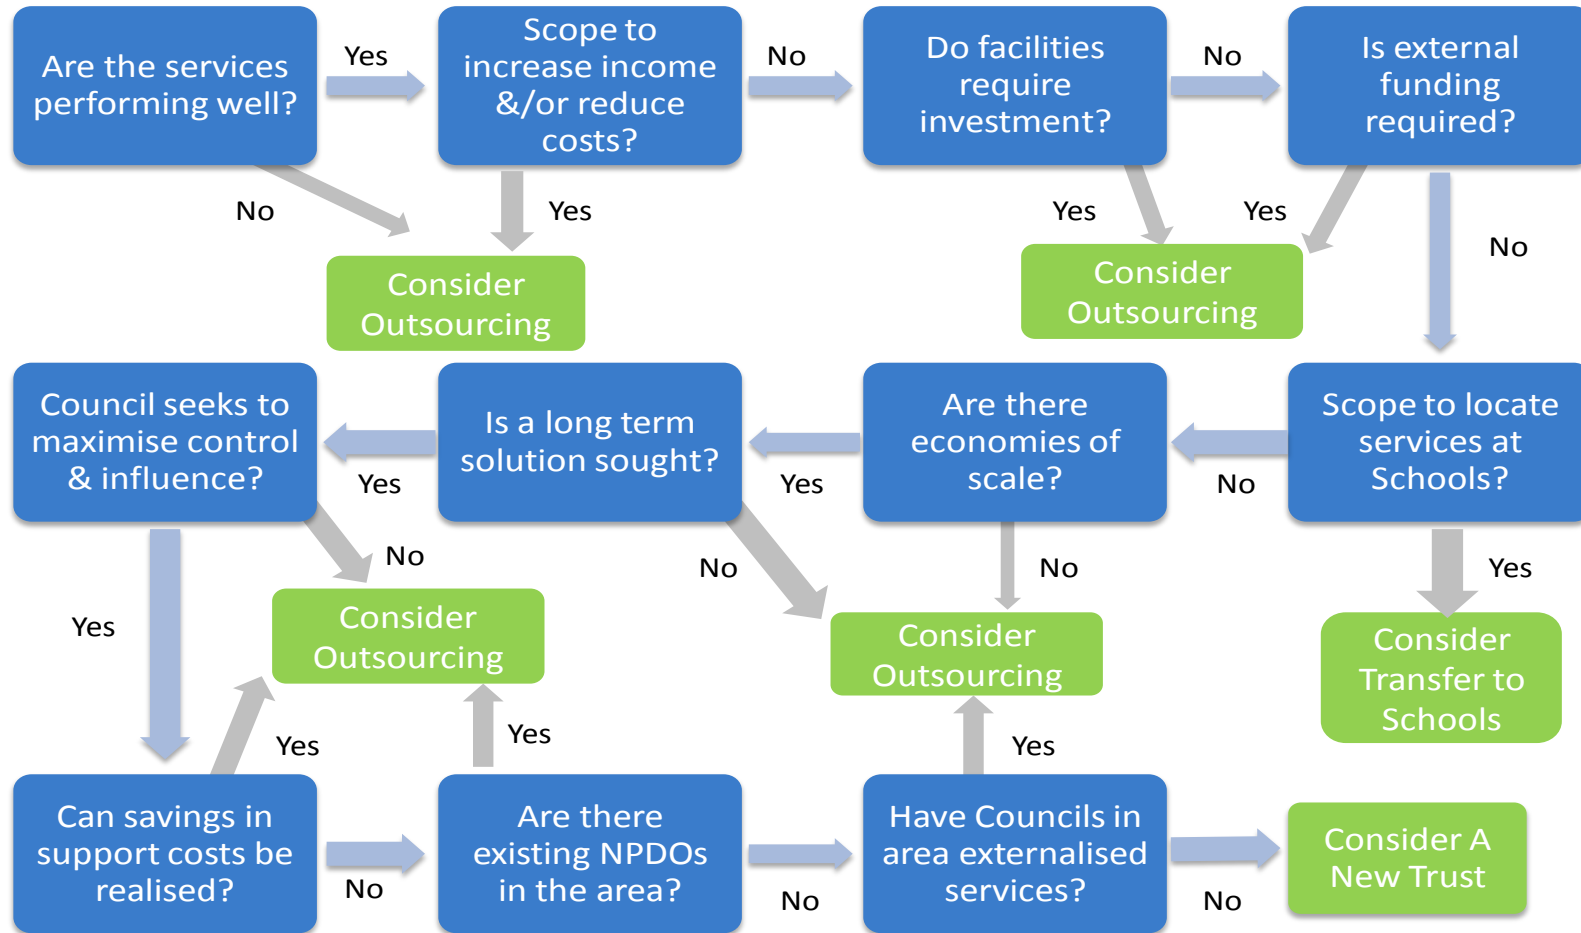 Are the services
performing well?
Yes
Scope to
increase income
&/or reduce
costs?
No
Do facilities
require
investment?
No
Is external
funding
required?
No
Yes
Yes
Yes
No
Consider
Outsourcing
Consider
Outsourcing
Council seeks to
maximise control
& influence?
Yes
Is a long term
solution sought?
Yes
Are there
economies of
scale?
No
Scope to locate
services at
Schools?
No
No
No
Yes
Yes
Consider
Outsourcing
Consider
Outsourcing
Consider
Transfer to
Schools
Yes
Yes
Yes
Can savings in
support costs be
realised?
No
Are there
existing NPDOs
in the area?
No
Have Councils in
area externalised
services?
No
Consider A
New Trust